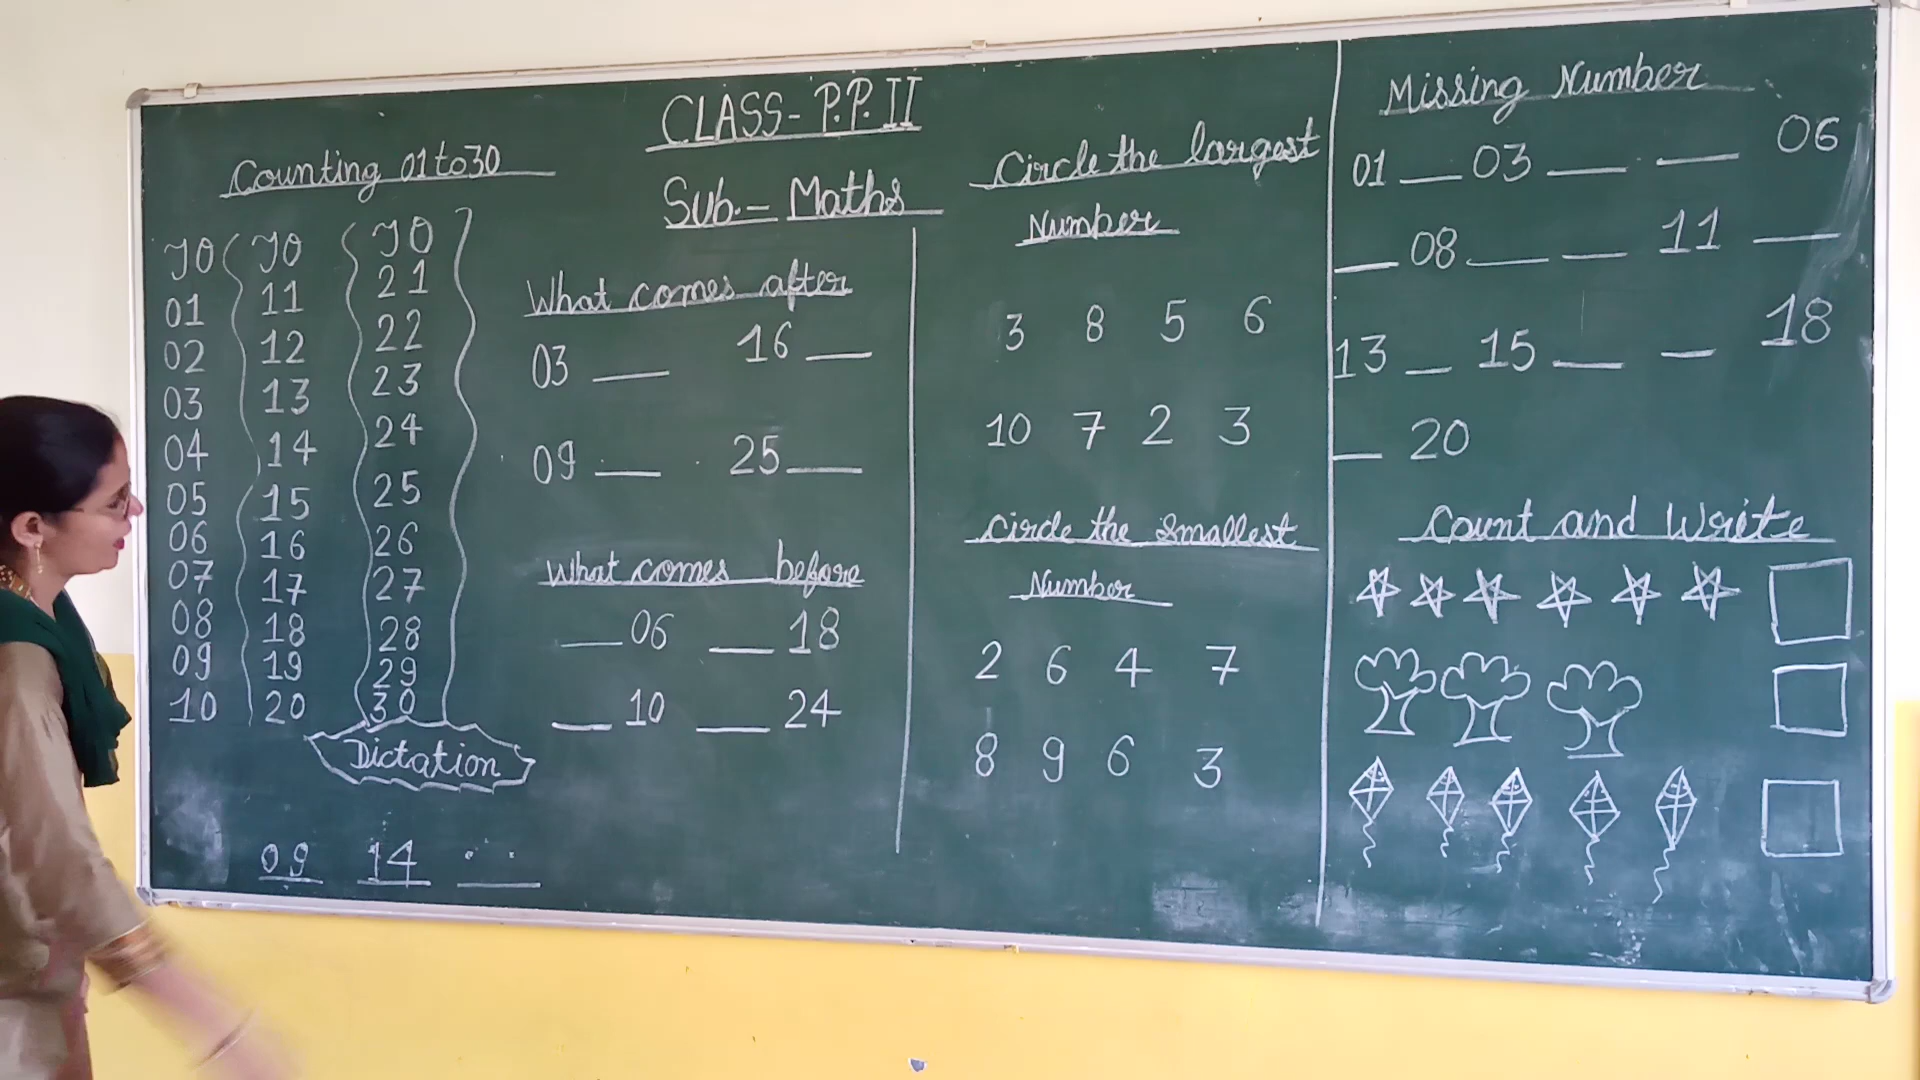 CLASS- P.P.II
Sub.- Maths
Counting 01 to 30
TO TO TO
01 11 21
02 12 22
03 13 23
04 14 24
05 15 25
06 16 26
07 17 27
08 18 28
09 19 29
10 20 30
Dictation
09 14
What comes after
03 __ 16 __
09 __ 25 __
What comes before
__ 06 __ 18
__ 10 __ 24
Circle the largest
Number
3 8 5 6
10 7 2 3
Circle the smallest
Number
2 6 4 7
8 9 6 3
Missing Number
01 __ 03 __ __ 06
__ 08 __ __ 11 __
13 __ 15 __ __ 18
__ 20
Count and Write